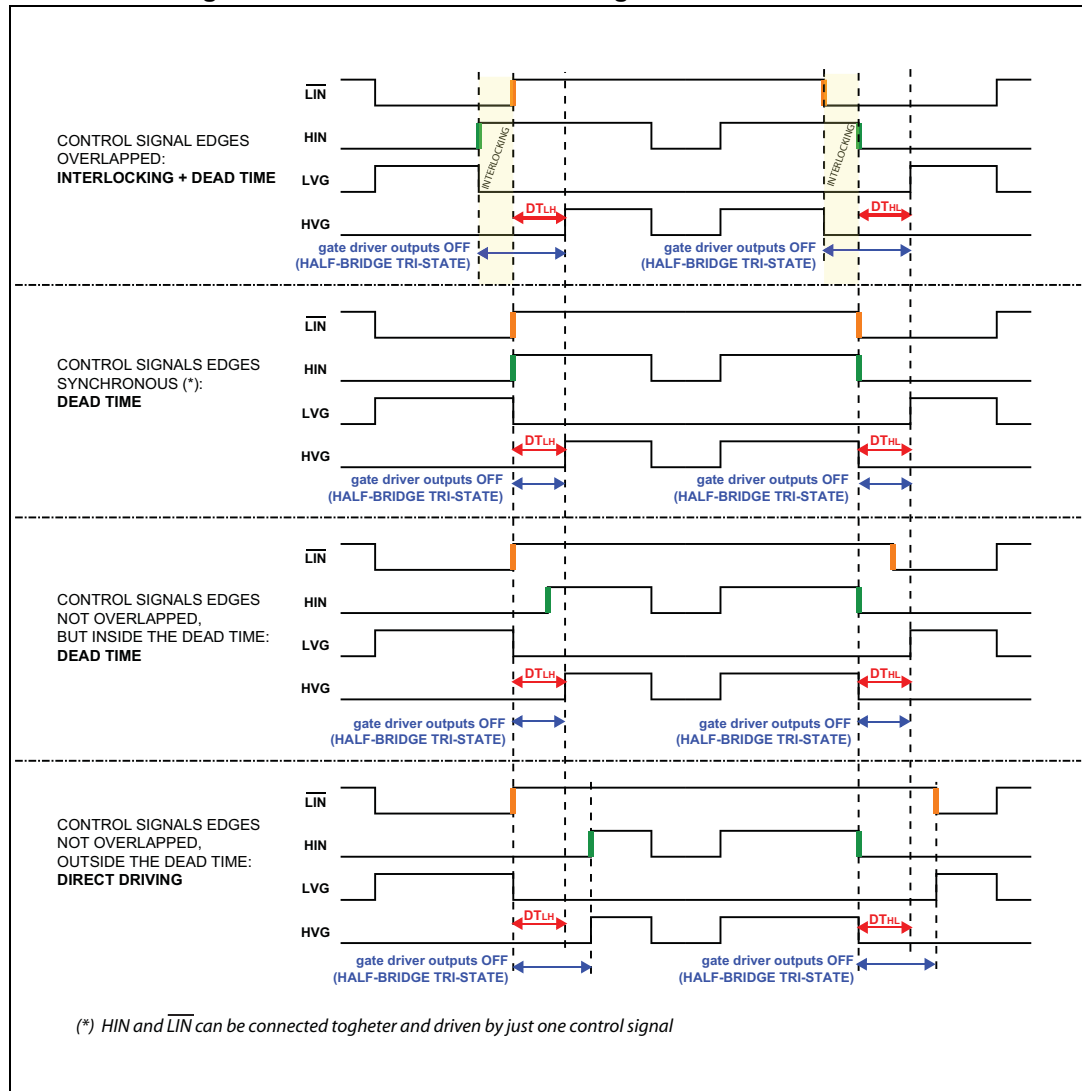 LIN
CONTROL SIGNAL EDGES
OVERLAPPED:
INTERLOCKING + DEAD TIME
HIN
LVG
HVG
INTERLOCKING
INTERLOCKING
DTLH
DTHL
gate driver outputs OFF
(HALF-BRIDGE TRI-STATE)
gate driver outputs OFF
(HALF-BRIDGE TRI-STATE)
LIN
CONTROL SIGNALS EDGES
SYNCHRONOUS (*):
DEAD TIME
HIN
LVG
HVG
DTLH
DTHL
gate driver outputs OFF
(HALF-BRIDGE TRI-STATE)
gate driver outputs OFF
(HALF-BRIDGE TRI-STATE)
LIN
CONTROL SIGNALS EDGES
NOT OVERLAPPED,
BUT INSIDE THE DEAD TIME:
DEAD TIME
HIN
LVG
HVG
DTLH
DTHL
gate driver outputs OFF
(HALF-BRIDGE TRI-STATE)
gate driver outputs OFF
(HALF-BRIDGE TRI-STATE)
LIN
CONTROL SIGNALS EDGES
NOT OVERLAPPED,
OUTSIDE THE DEAD TIME:
DIRECT DRIVING
HIN
LVG
HVG
DTLH
DTHL
gate driver outputs OFF
(HALF-BRIDGE TRI-STATE)
gate driver outputs OFF
(HALF-BRIDGE TRI-STATE)
(*) HIN and LIN can be connected togheter and driven by just one control signal